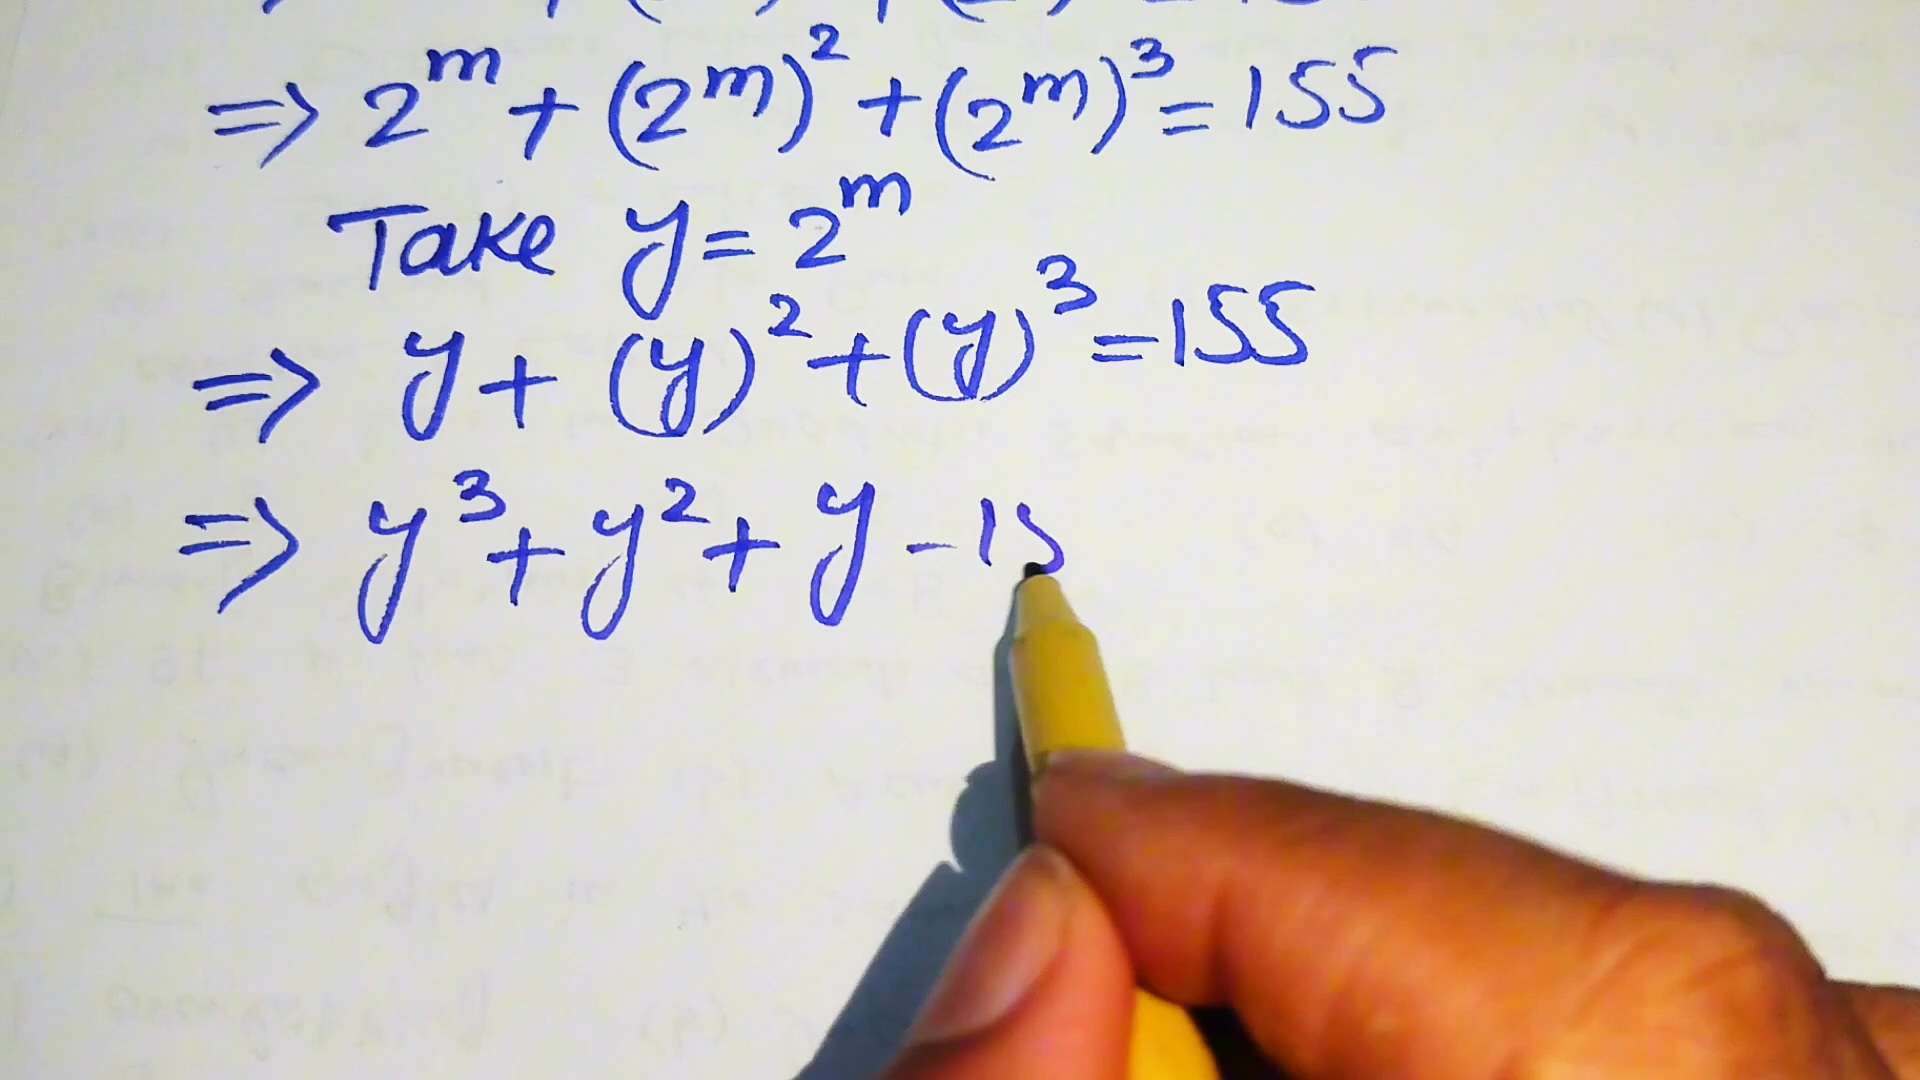 ⇒ 2^m + (2^m)^2 + (2^m)^3 = 155
Take y = 2^m
⇒ y + (y)^2 + (y)^3 = 155
⇒ y^3 + y^2 + y - 15